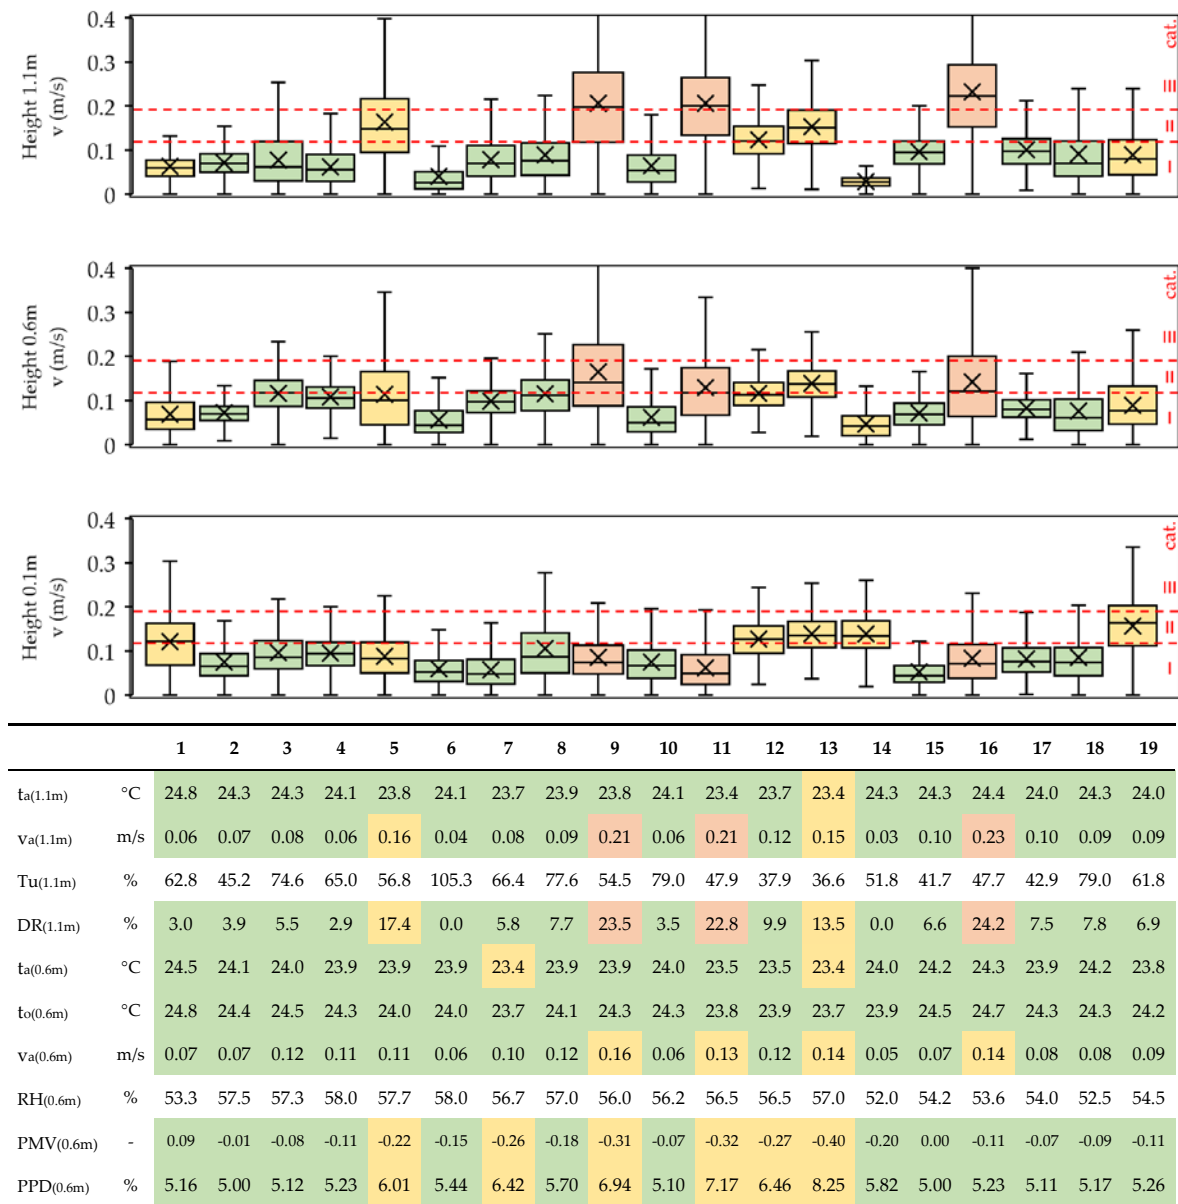 Height 1.1m
v (m/s)
0.4
0.3
0.2
0.1
0
cat.
III
II
I
Height 0.6m
v (m/s)
0.4
0.3
0.2
0.1
0
cat.
III
II
I
Height 0.1m
v (m/s)
0.4
0.3
0.2
0.1
0
cat.
III
II
I
1 2 3 4 5 6 7 8 9 10 11 12 13 14 15 16 17 18 19
ta(1.1m) °C 24.8 24.3 24.3 24.1 23.8 24.1 23.7 23.9 23.8 24.1 23.4 23.7 23.4 24.3 24.3 24.4 24.0 24.3 24.0
va(1.1m) m/s 0.06 0.07 0.08 0.06 0.16 0.04 0.08 0.09 0.21 0.06 0.21 0.12 0.15 0.03 0.10 0.23 0.10 0.09 0.09
Tu(1.1m) % 62.8 45.2 74.6 65.0 56.8 105.3 66.4 77.6 54.5 79.0 47.9 37.9 36.6 51.8 41.7 47.7 42.9 79.0 61.8
DR(1.1m) % 3.0 3.9 5.5 2.9 17.4 0.0 5.8 7.7 23.5 3.5 22.8 9.9 13.5 0.0 6.6 24.2 7.5 7.8 6.9
ta(0.6m) °C 24.5 24.1 24.0 23.9 23.9 23.9 23.4 23.9 23.9 24.0 23.5 23.5 23.4 24.0 24.2 24.3 23.9 24.2 23.8
to(0.6m) °C 24.8 24.4 24.5 24.3 24.0 24.0 23.7 24.1 24.3 24.3 23.8 23.9 23.7 23.9 24.5 24.7 24.3 24.3 24.2
va(0.6m) m/s 0.07 0.07 0.12 0.11 0.11 0.06 0.10 0.12 0.16 0.06 0.13 0.12 0.14 0.05 0.07 0.14 0.08 0.08 0.09
RH(0.6m) % 53.3 57.5 57.3 58.0 57.7 58.0 56.7 57.0 56.0 56.2 56.5 56.5 57.0 52.0 54.2 53.6 54.0 52.5 54.5
PMV(0.6m) - 0.09 -0.01 -0.08 -0.11 -0.22 -0.15 -0.26 -0.18 -0.31 -0.07 -0.32 -0.27 -0.40 -0.20 0.00 -0.11 -0.07 -0.09 -0.11
PPD(0.6m) % 5.16 5.00 5.12 5.23 6.01 5.44 6.42 5.70 6.94 5.10 7.17 6.46 8.25 5.82 5.00 5.23 5.11 5.17 5.26